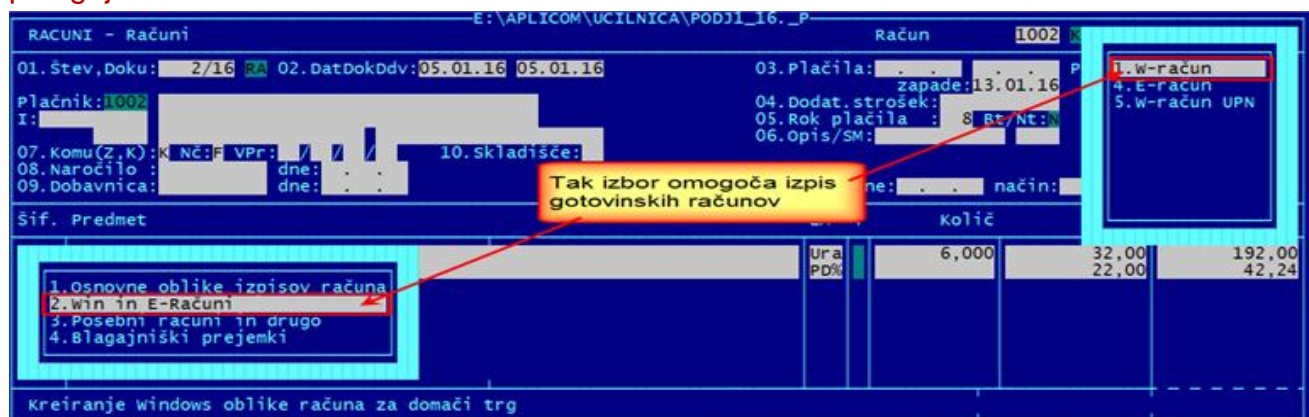 E:\APLICOM\UCILNICA\PODJ1_16._P
RACUNI - Računi Račun 1002 K
01.Štev,Doku: 2/16 RA 02.DatDokDdv:05.01.16 05.01.16 03.Plačila: . . . . P
zapade:13.01.16
Plačnik:1002 04.Dodat.strošek:
I: 05.Rok plačila : 8 Bt/Nt:N
06.Opis/SM:
07.Komu(Z,K):K Nč:F VPr: / / / 10.Skladišče:
08.Naročilo : dne: . .
09.Dobavnica: dne: . . ne: . . način:
1.W-račun
4.E-račun
5.W-račun UPN
Tak izbor omogoča izpis
gotovinskih računov
Šif. Predmet Količ
Ura 6,000 32,00 192,00
PD% 22,00 42,24
1.Osnovne oblike izpisov računa
2.Win in E-Računi
3.Posebni računi in drugo
4.Blagajniški prejemki
Kreiranje Windows oblike računa za domači trg